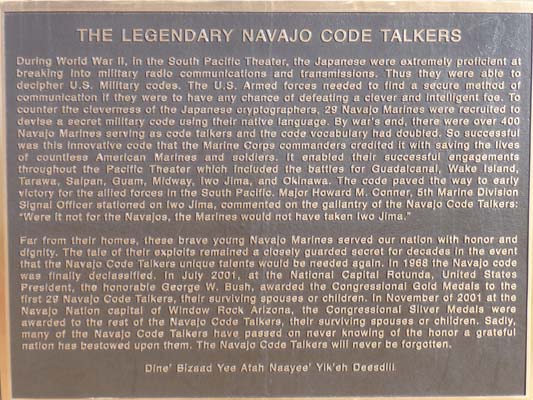 THE LEGENDARY NAVAJO CODE TALKERS
During World War II, in the South Pacific Theater, the Japanese were extremely proficient at
breaking into military radio communications and transmissions. Thus they were able to
decipher U.S. Military codes. The U.S. Armed forces needed to find a secure method of
communication if they were to have any chance of defeating a clever and intelligent foe. To
counter the cleverness of the Japanese cryptographers, 29 Navajo Marines were recruited to
devise a secret military code using their native language. By war's end, there were over 400
Navajo Marines serving as code talkers and the code vocabulary had doubled. So successful
was this innovative code that the Marine Corps commanders credited it with saving the lives
of countless American Marines and soldiers. It enabled their successful engagements
throughout the Pacific Theater which included the battles for Guadalcanal, Wake Island,
Tarawa, Saipan, Guam, Midway, Iwo Jima, and Okinawa. The code paved the way to early
victory for the allied forces in the South Pacific. Major Howard M. Conner, 5th Marine Division
Signal Officer stationed on Iwo Jima, commented on the gallantry of the Navajo Code Talkers:
"Were it not for the Navajos, the Marines would not have taken Iwo Jima."
Far from their homes, these brave young Navajo Marines served our nation with honor and
dignity. The tale of their exploits remained a closely guarded secret for decades in the event
that the Navajo Code Talkers unique talents would be needed again. In 1968 the Navajo code
was finally declassified. In July 2001, at the National Capital Rotunda, United States
President, the honorable George W. Bush, awarded the Congressional Gold Medals to the
first 29 Navajo Code Talkers, their surviving spouses or children. In November of 2001 at the
Navajo Nation capital of Window Rock Arizona, the Congressional Silver Medals were
awarded to the rest of the Navajo Code Talkers, their surviving spouses or children. Sadly,
many of the Navajo Code Talkers have passed on never knowing of the honor a grateful
nation has bestowed upon them. The Navajo Code Talkers will never be forgotten.
Dine' Bizaad Yee Atah Naayee' Yik'eh Deesdlii